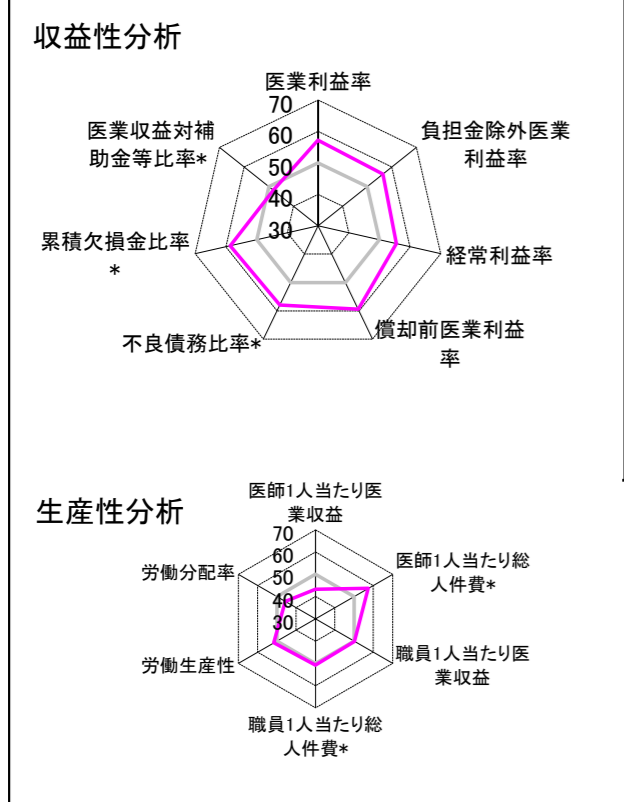 収益性分析
医業利益率
70
60
50
40
30
負担金除外医業
利益率
経常利益率
償却前医業利益
率
不良債務比率*
累積欠損金比率
*
医業収益対補
助金等比率*
生産性分析
医師1人当たり医
業収益
70
60
50
40
30
医師1人当たり総
人件費*
職員1人当たり医
業収益
職員1人当たり総
人件費*
労働生産性
労働分配率